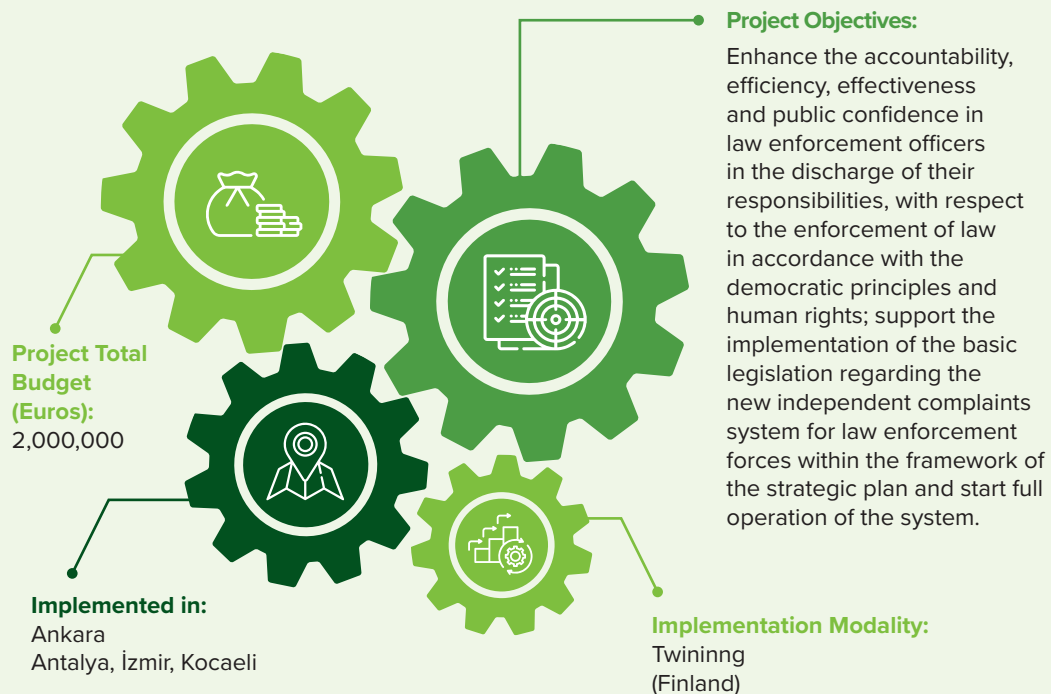 Project Objectives:
Enhance the accountability,
efficiency, effectiveness
and public confidence in
law enforcement officers
in the discharge of their
responsibilities, with respect
to the enforcement of law
in accordance with the
democratic principles and
human rights; support the
implementation of the basic
legislation regarding the
new independent complaints
system for law enforcement
forces within the framework of
the strategic plan and start full
operation of the system.
Project Total
Budget
(Euros):
2,000,000
Implemented in:
Ankara
Antalya, İzmir, Kocaeli
Implementation Modality:
Twininng
(Finland)